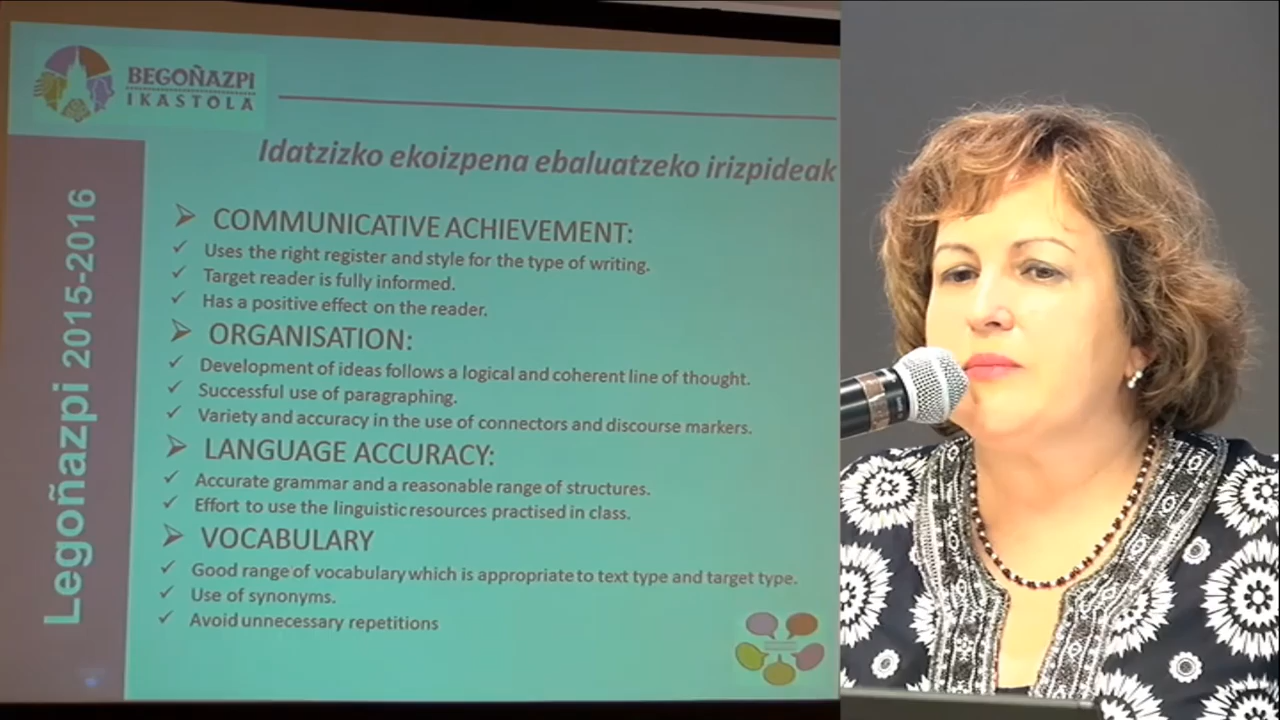 BEGOÑAZPI
IKASTOLA
Idatzizko ekoizpena ebaluatzeko irizpideak
Legoñazpi 2015-2016
COMMUNICATIVE ACHIEVEMENT:
Uses the right register and style for the type of writing.
Target reader is fully informed.
Has a positive effect on the reader.
ORGANISATION:
Development of ideas follows a logical and coherent line of thought.
Successful use of paragraphing.
Variety and accuracy in the use of connectors and discourse markers.
LANGUAGE ACCURACY:
Accurate grammar and a reasonable range of structures.
Effort to use the linguistic resources practised in class.
VOCABULARY
Good range of vocabulary which is appropriate to text type and target type.
Use of synonyms.
Avoid unnecessary repetitions